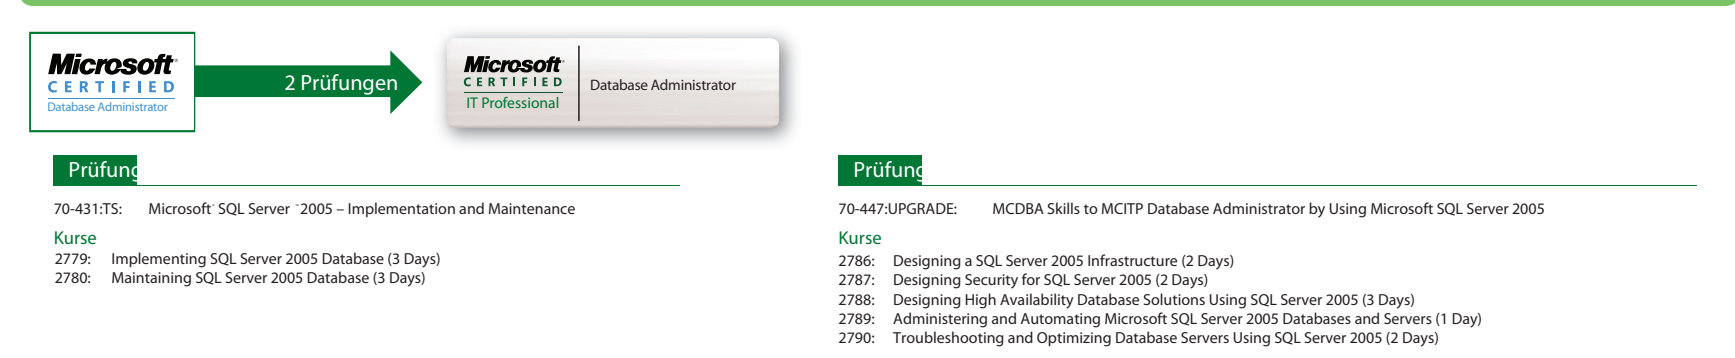 Microsoft
CERTIFIED
Database Administrator
2 Prüfungen
Microsoft
CERTIFIED
IT Professional
Database Administrator
Prüfung
70-431:TS: Microsoft SQL Server 2005 – Implementation and Maintenance
Kurse
2779: Implementing SQL Server 2005 Database (3 Days)
2780: Maintaining SQL Server 2005 Database (3 Days)
Prüfung
70-447:UPGRADE: MCDBA Skills to MCITP Database Administrator by Using Microsoft SQL Server 2005
Kurse
2786: Designing a SQL Server 2005 Infrastructure (2 Days)
2787: Designing Security for SQL Server 2005 (2 Days)
2788: Designing High Availability Database Solutions Using SQL Server 2005 (3 Days)
2789: Administering and Automating Microsoft SQL Server 2005 Databases and Servers (1 Day)
2790: Troubleshooting and Optimizing Database Servers Using SQL Server 2005 (2 Days)